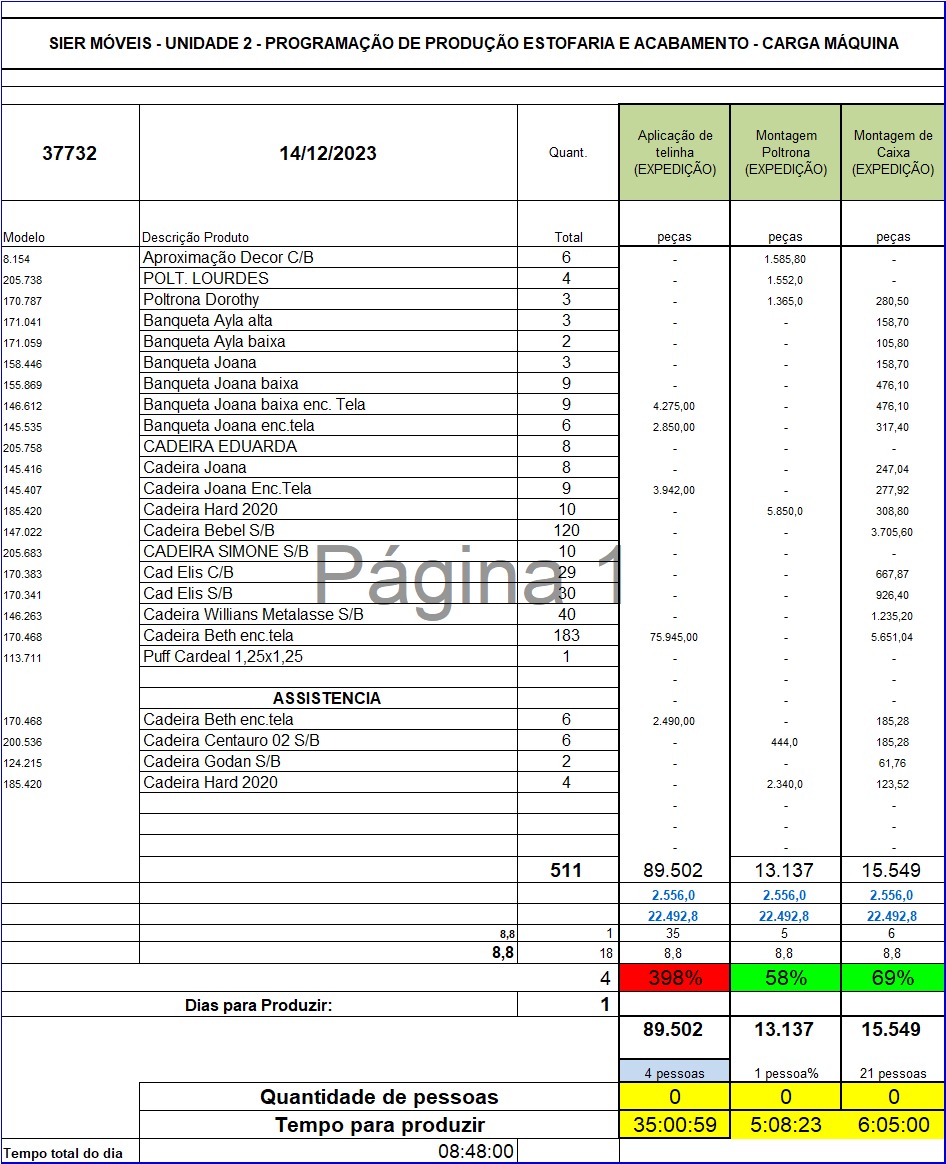 SIER MÓVEIS - UNIDADE 2 - PROGRAMAÇÃO DE PRODUÇÃO ESTOFARIA E ACABAMENTO - CARGA MÁQUINA
37732 14/12/2023 Quant. Aplicação de telinha (EXPEDIÇÃO) Montagem Poltrona (EXPEDIÇÃO) Montagem de Caixa (EXPEDIÇÃO)
Modelo Descrição Produto Total peças peças peças
8.154 Aproximação Decor C/B 6 - 1.585,80 -
205.738 POLT. LOURDES 4 - 1.552,0 -
170.787 Poltrona Dorothy 3 - 1.365,0 280,50
171.041 Banqueta Ayla alta 3 - - 158,70
171.059 Banqueta Ayla baixa 2 - - 105,80
158.446 Banqueta Joana 3 - - 158,70
155.869 Banqueta Joana baixa 9 - - 476,10
146.612 Banqueta Joana baixa enc. Tela 9 4.275,00 - 476,10
145.535 Banqueta Joana enc.tela 6 2.850,00 - 317,40
205.758 CADEIRA EDUARDA 8 - - -
145.416 Cadeira Joana 8 - - 247,04
145.407 Cadeira Joana Enc.Tela 9 3.942,00 - 277,92
185.420 Cadeira Hard 2020 10 - 5.850,0 308,80
147.022 Cadeira Bebel S/B 120 - - 3.705,60
205.683 CADEIRA SIMONE S/B 10 - - -
170.383 Cad Elis C/B 29 - - 667,87
170.341 Cad Elis S/B 30 - - 926,40
Página 1
146.263 Cadeira Willians Metalasse S/B 40 - - 1.235,20
170.468 Cadeira Beth enc.tela 183 75.945,00 - 5.651,04
113.711 Puff Cardeal 1,25x1,25 1 - - -
- - -
ASSISTENCIA - - -
170.468 Cadeira Beth enc.tela 6 2.490,00 - 185,28
200.536 Cadeira Centauro 02 S/B 6 - 444,0 185,28
124.215 Cadeira Godan S/B 2 - - 61,76
185.420 Cadeira Hard 2020 4 - 2.340,0 123,52
- - -
- - -
- - -
511 89.502 13.137 15.549
2.556,0 2.556,0 2.556,0
22.492,8 22.492,8 22.492,8
8,8 1 35 5 6
8,8 18 8,8 8,8 8,8
4 398% 58% 69%
Dias para Produzir: 1
89.502 13.137 15.549
4 pessoas 1 pessoa% 21 pessoas
Quantidade de pessoas 0 0 0
Tempo para produzir 35:00:59 5:08:23 6:05:00
Tempo total do dia 08:48:00